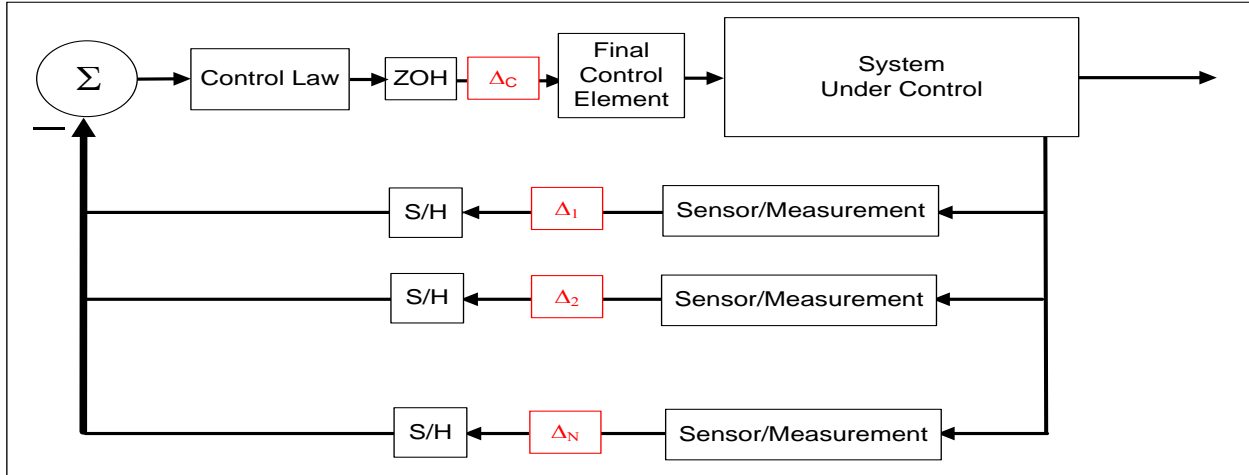 Σ
Control Law
ZOH
ΔC
Final
Control
Element
System
Under Control
—
S/H
Δ1
Sensor/Measurement
S/H
Δ2
Sensor/Measurement
S/H
ΔN
Sensor/Measurement